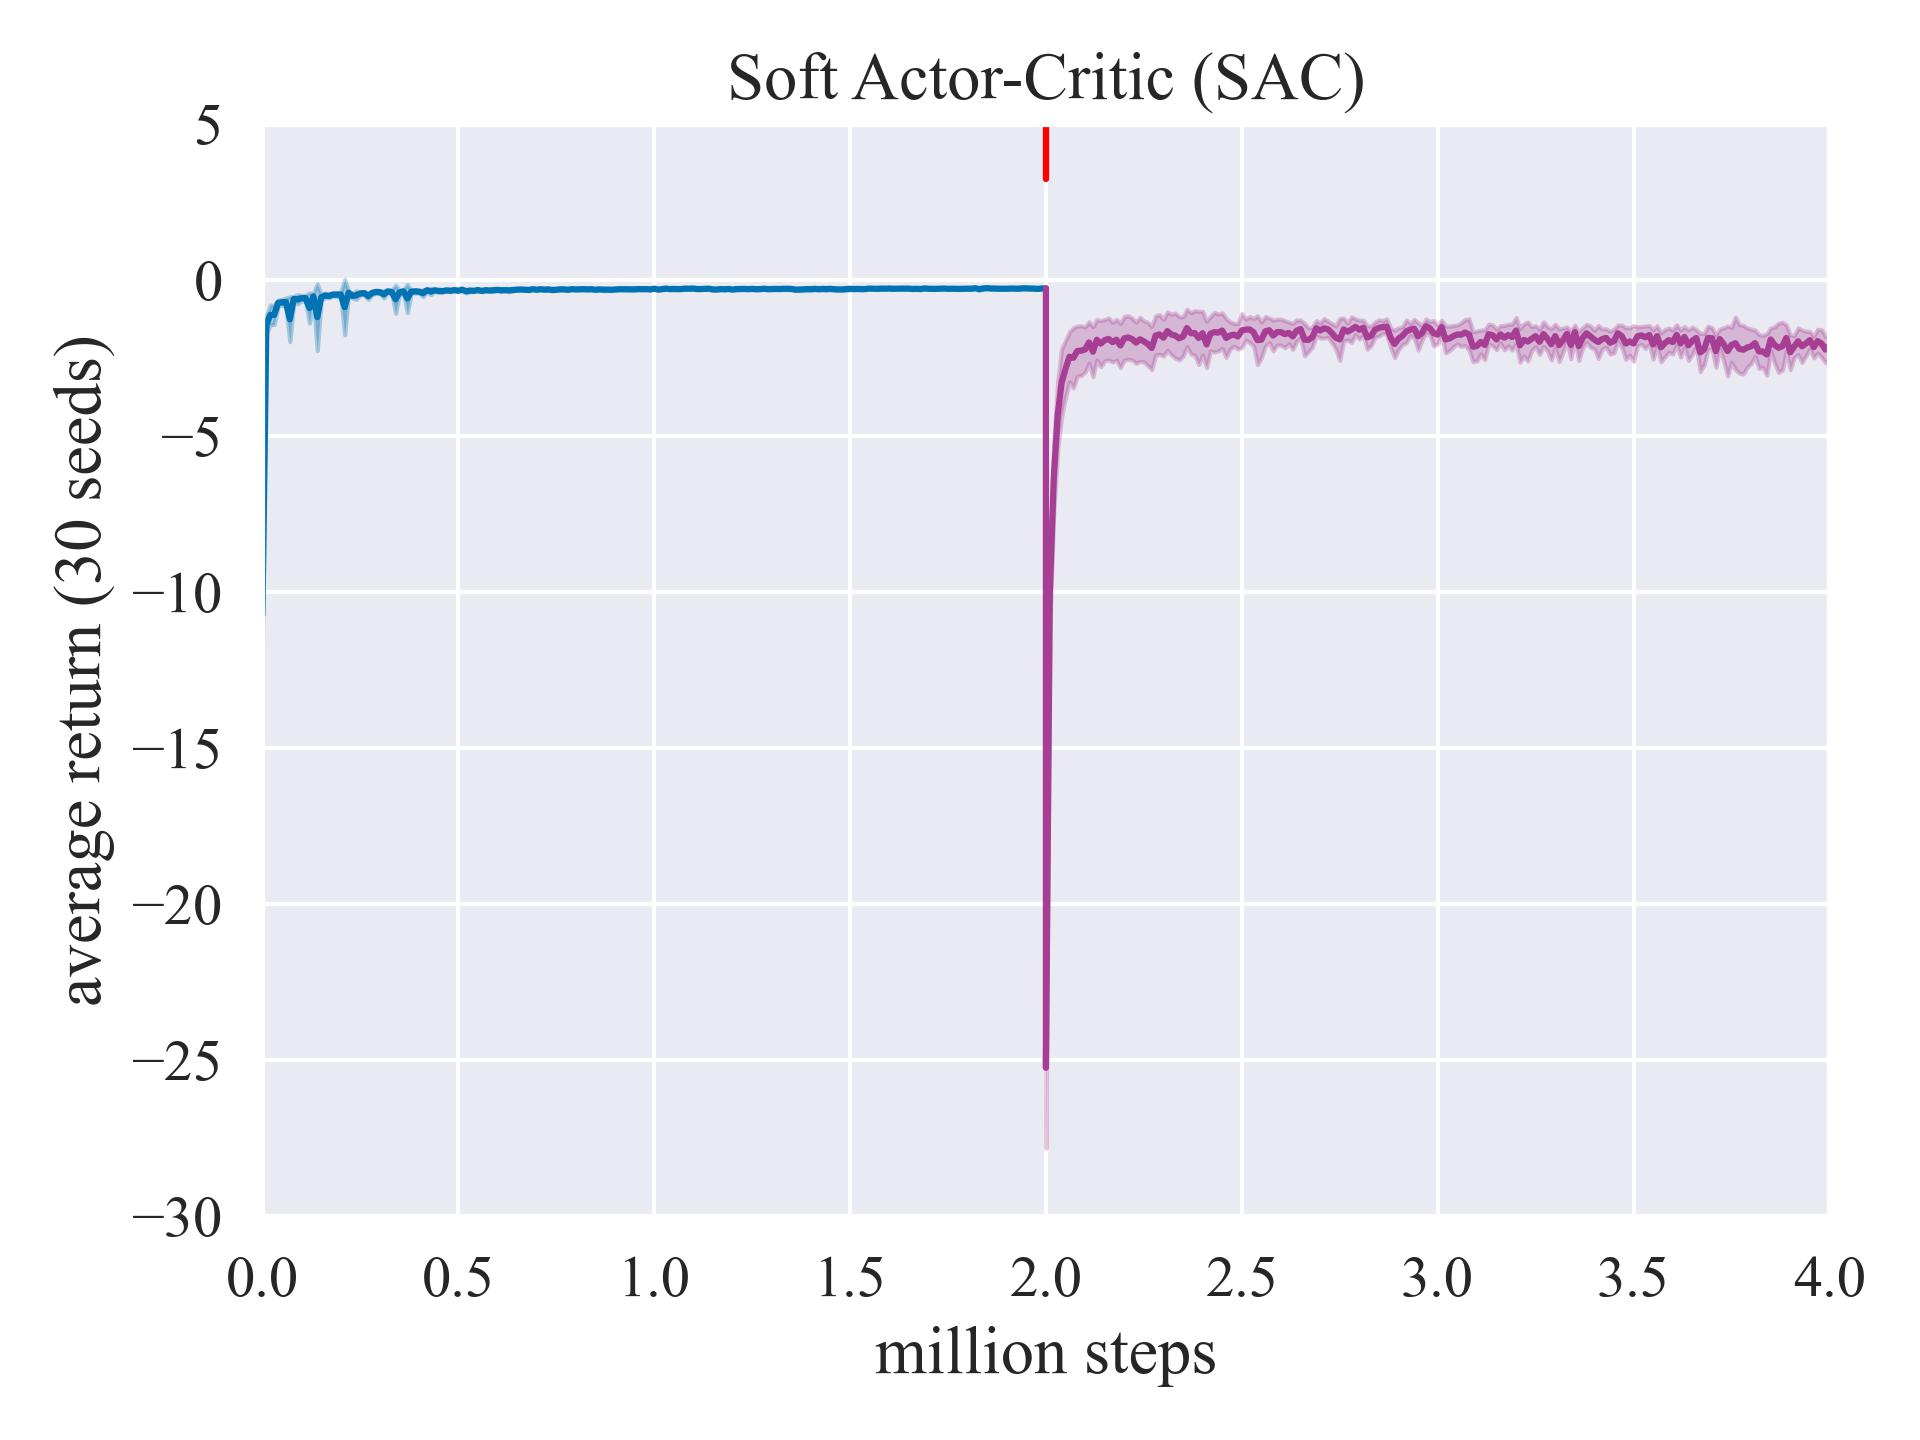 Soft Actor-Critic (SAC)
5
0
−5
−10
−15
−20
−25
−30
average return (30 seeds)
0.0 0.5 1.0 1.5 2.0 2.5 3.0 3.5 4.0
million steps